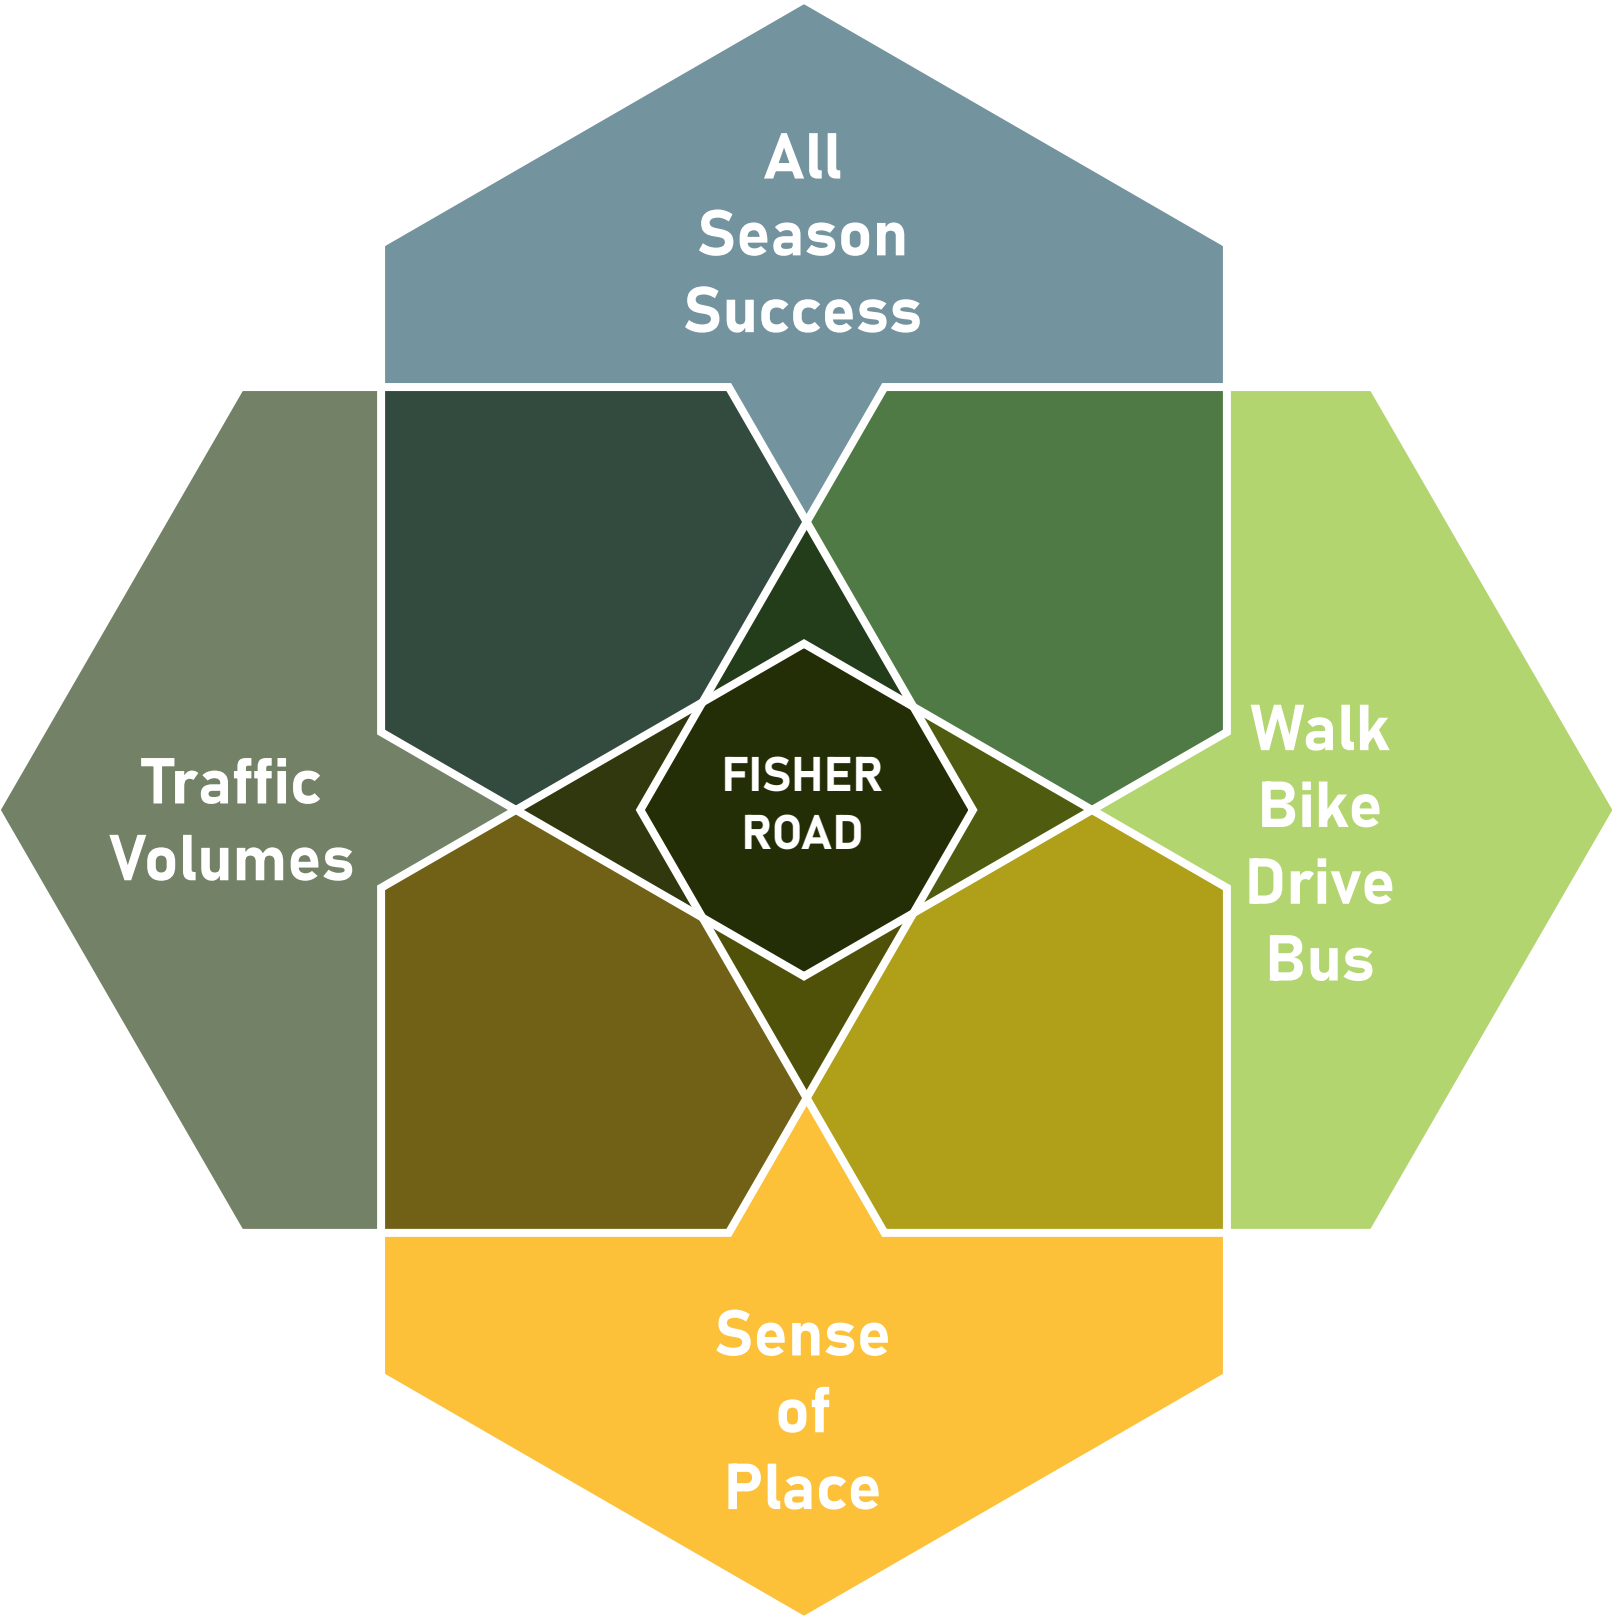 All
Season
Success
Traffic
Volumes
FISHER
ROAD
Walk
Bike
Drive
Bus
Sense
of
Place